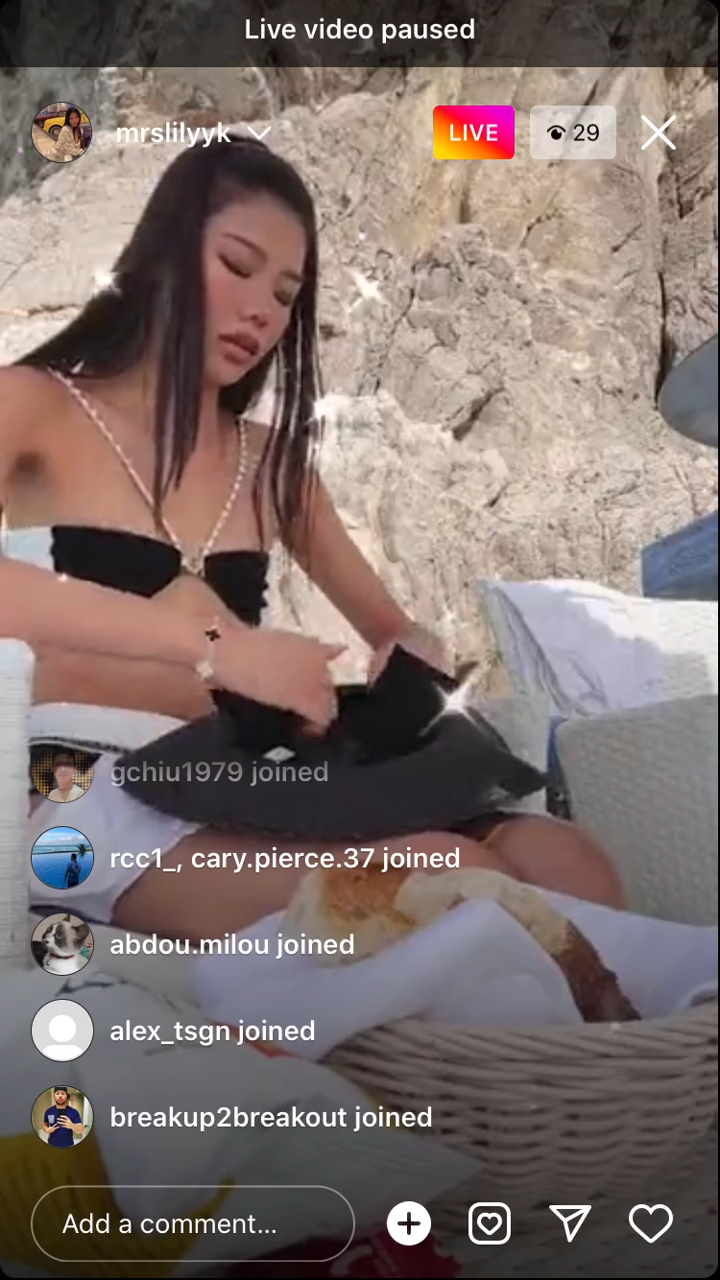 Live video paused
mrslilyyk
LIVE
29
gchiu1979 joined
rcc1_, cary.pierce.37 joined
abdou.milou joined
alex_tsgn joined
breakup2breakout joined
Add a comment...